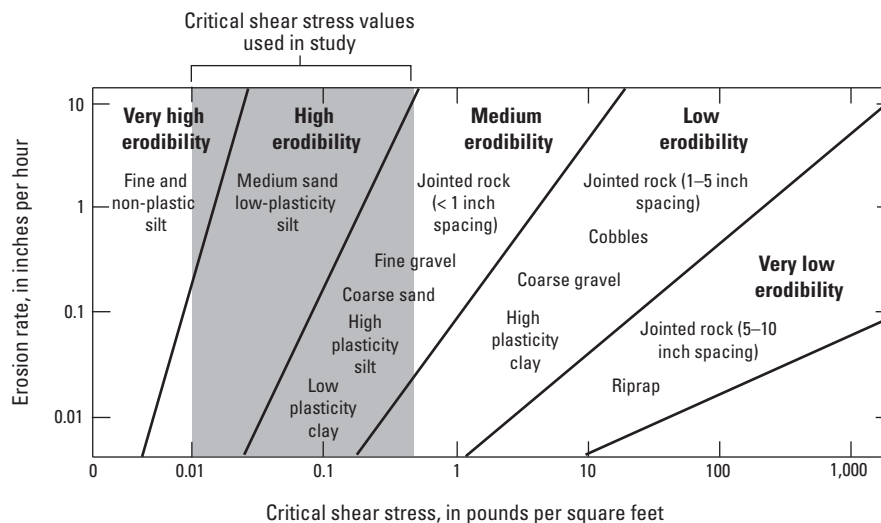 Critical shear stress values
used in study
Erosion rate, in inches per hour
10
1
0.1
0.01
Very high
erodibility
Fine and
non-plastic
silt
High
erodibility
Medium sand
low-plasticity
silt
Medium
erodibility
Jointed rock
(< 1 inch
spacing)
Fine gravel
Coarse sand
High
plasticity
silt
Low
plasticity
clay
Low
erodibility
Jointed rock (1–5 inch
spacing)
Cobbles
Coarse gravel
High
plasticity
clay
Very low
erodibility
Jointed rock (5–10
inch spacing)
Riprap
0 0.01 0.1 1 10 100 1,000
Critical shear stress, in pounds per square feet